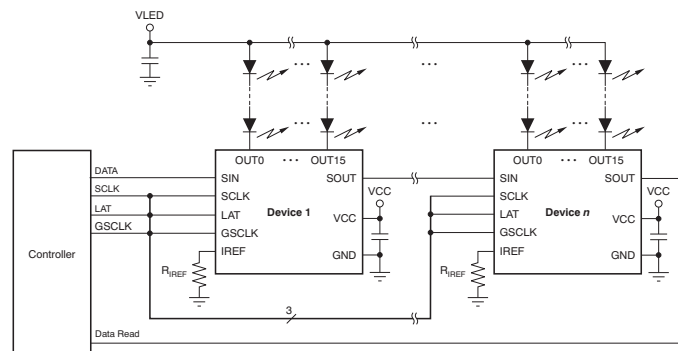 VLED
OUT0 ··· OUT15
OUT0 ··· OUT15
Controller
DATA
SCLK
LAT
GSCLK
Data Read
SIN
SCLK
LAT
GSCLK
IREF
Device 1
SOUT
VCC
GND
VCC
RIREF
3
SIN
SCLK
LAT
GSCLK
IREF
Device n
SOUT
VCC
GND
VCC
RIREF